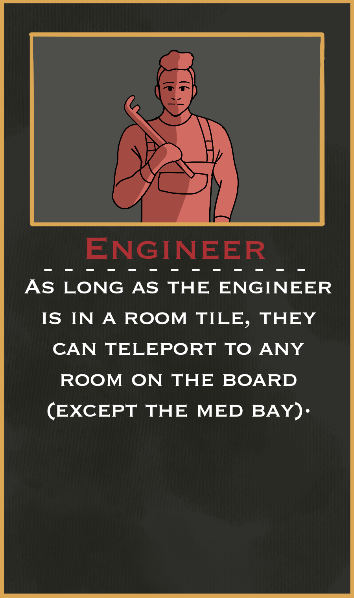 Engineer
As long as the engineer
is in a room tile, they
can teleport to any
room on the board
(except the med bay).